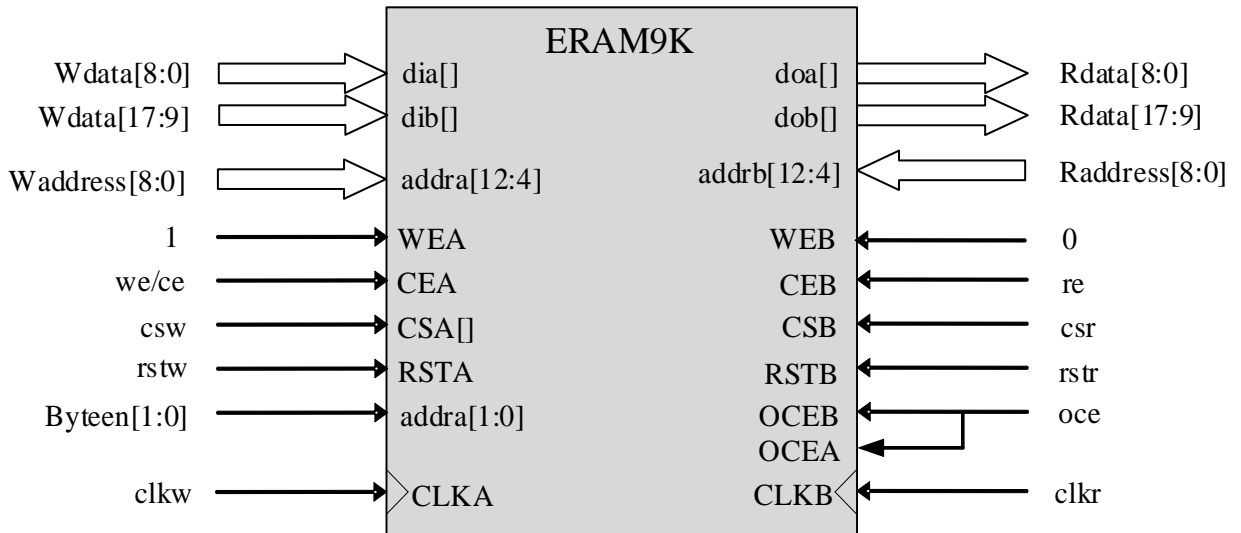 ERAM9K
Wdata[8:0] dia[] doa[] Rdata[8:0]
Wdata[17:9] dib[] dob[] Rdata[17:9]
Waddress[8:0] addra[12:4] addrb[12:4] Raddress[8:0]
1 WEA WEB 0
we/ce CEA CEB re
csw CSA[] CSB csr
rstw RSTA RSTB rstr
Byteen[1:0] addra[1:0] OCEB oce
OCEA
clkw CLKA CLKB clkr